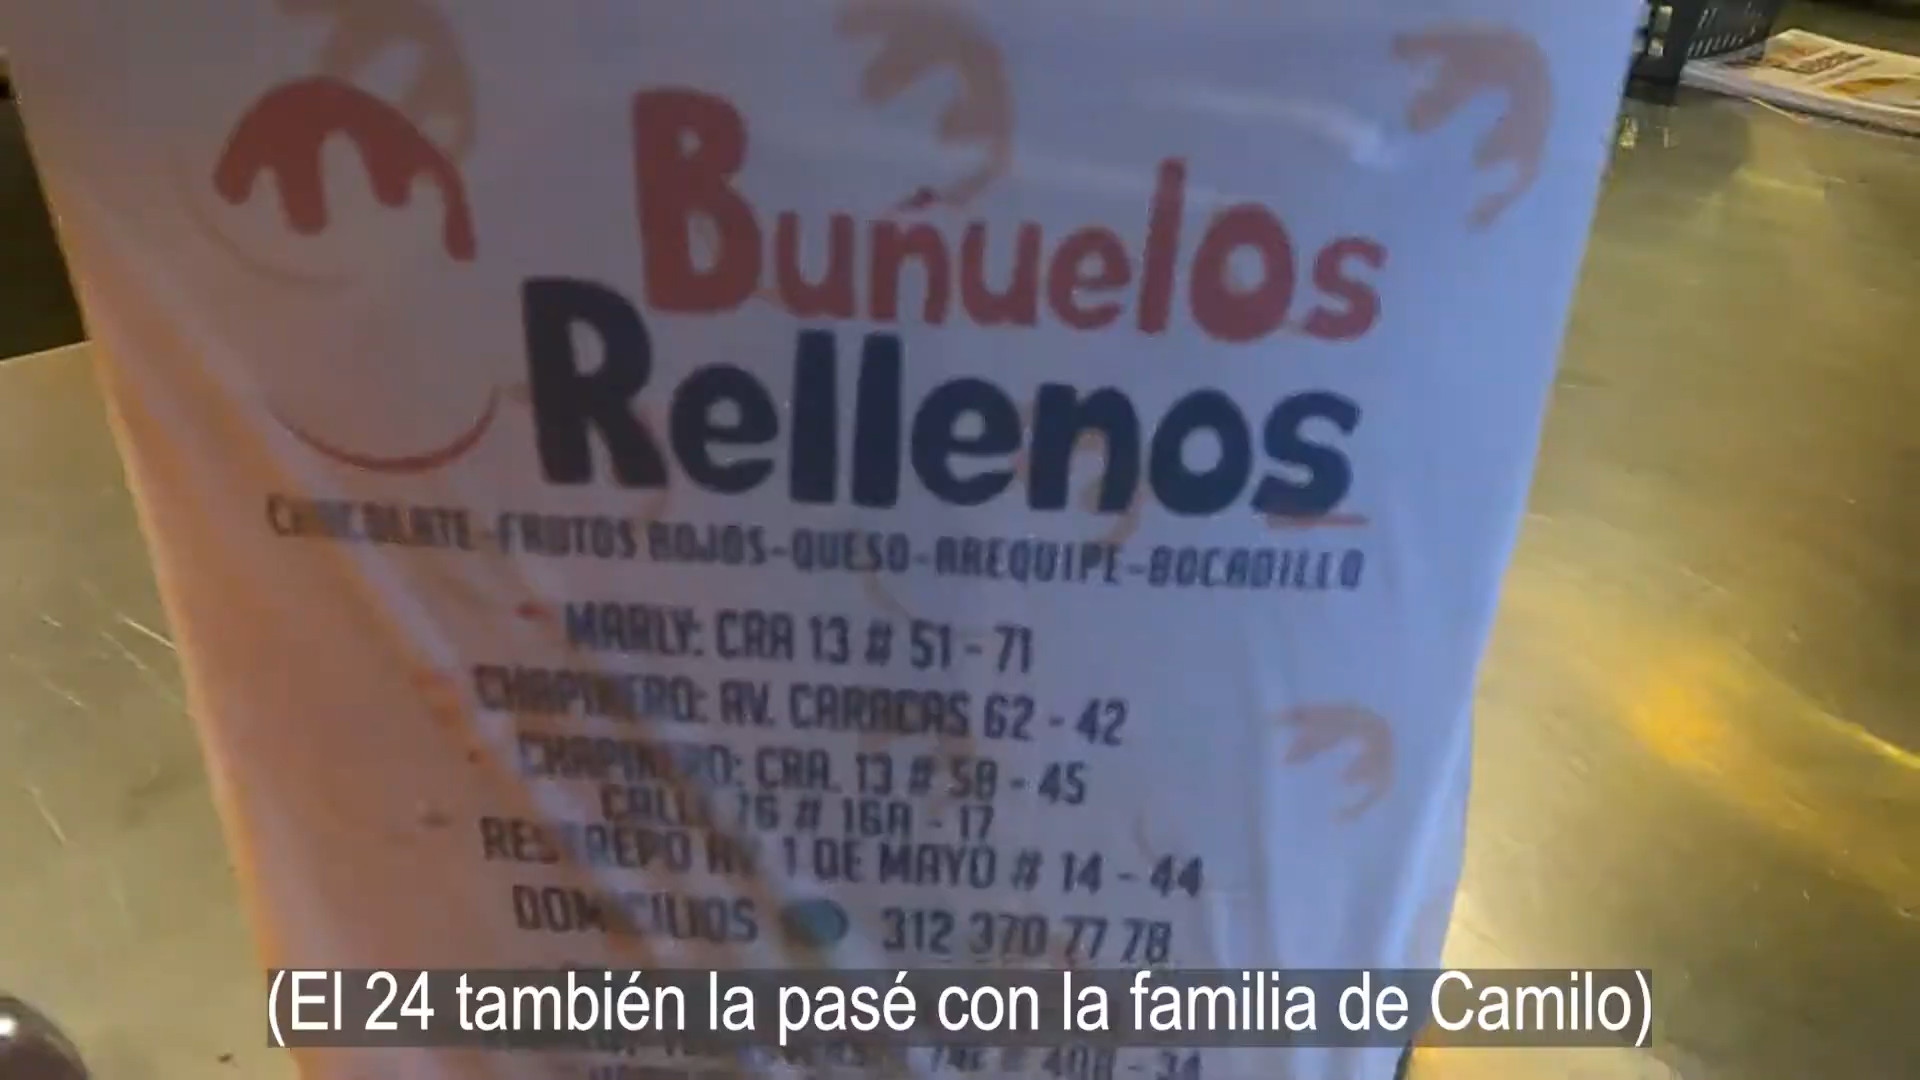 Buñuelos
Rellenos
CHOCOLATE-FRUTOS ROJOS-QUESO-AREQUIPE-BOCADILLO
MARLY: CRA 13 # 51 - 71
CHAPINERO: AV. CARACAS 62 - 42
CHAPINERO: CRA. 13 # 58 - 45
CALLE 76 # 16A - 17
RESTREPO AV 1 DE MAYO # 14 - 44
DOMICILIOS 312 370 77 78
(El 24 también la pasé con la familia de Camilo)